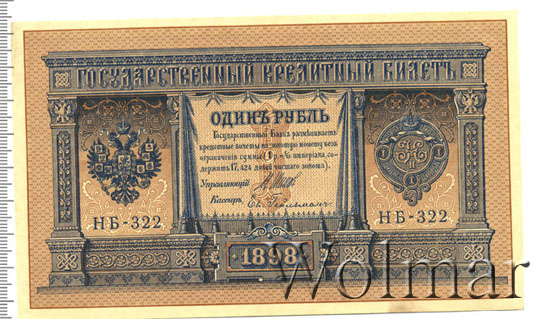 ГОСУДАРСТВЕННЫЙ КРЕДИТНЫЙ БИЛЕТЪ
ОДИНЪ РУБЛЬ
Государственный Банкъ размѣниваетъ
кредитные билеты на золотую монету безъ
ограниченія суммы (1 р. = 1/15 имперіала, со-
держитъ 17,424 долей чистаго золота).
Управляющій
Кассиръ
НБ-322
НБ-322
1898
Wolmar